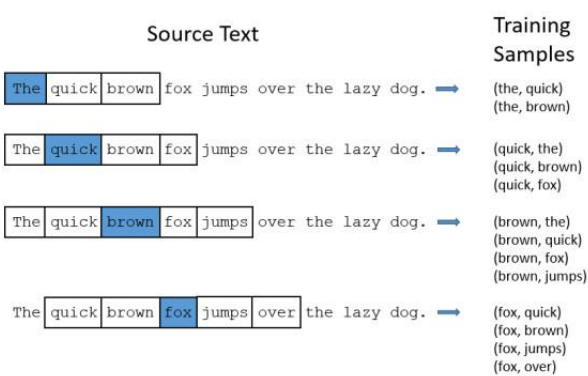 Source Text
Training
Samples
The quick brown fox jumps over the lazy dog.
(the, quick)
(the, brown)
The quick brown fox jumps over the lazy dog.
(quick, the)
(quick, brown)
(quick, fox)
The quick brown fox jumps over the lazy dog.
(brown, the)
(brown, quick)
(brown, fox)
(brown, jumps)
The quick brown fox jumps over the lazy dog.
(fox, quick)
(fox, brown)
(fox, jumps)
(fox, over)